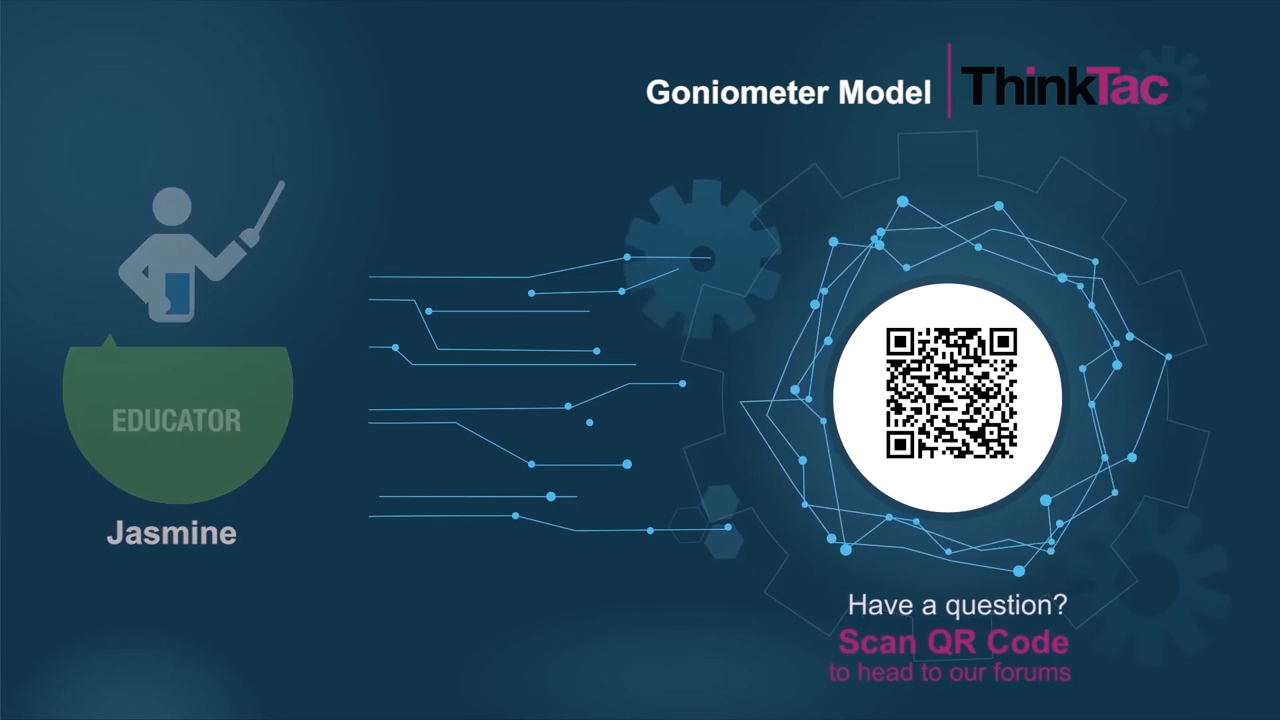 Goniometer Model
ThinkTac
EDUCATOR
Jasmine
Have a question?
Scan QR Code
to head to our forums